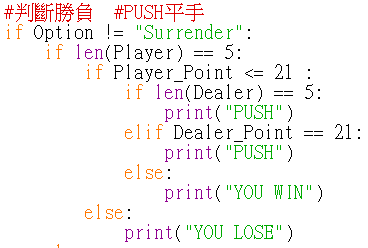 #判斷勝負  #PUSH平手
if Option != "Surrender":
    if len(Player) == 5:
        if Player_Point <= 21 :
            if len(Dealer) == 5:
                print("PUSH")
            elif Dealer_Point == 21:
                print("PUSH")
            else:
                print("YOU WIN")
        else:
            print("YOU LOSE")